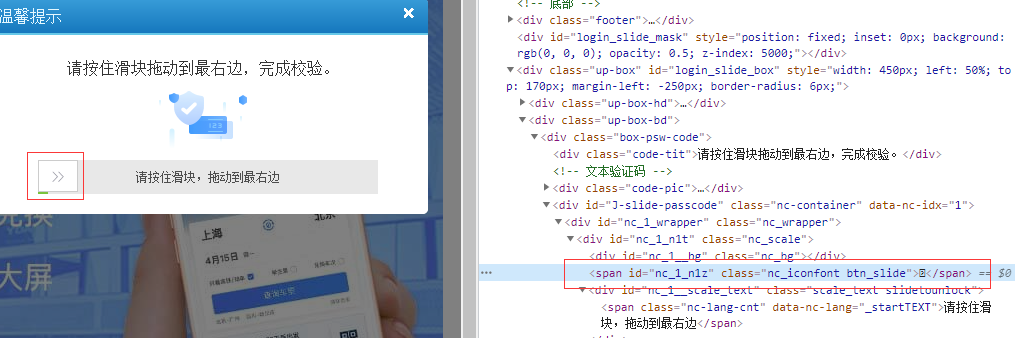 温馨提示
×
请按住滑块拖动到最右边，完成校验。
请按住滑块，拖动到最右边
兑换
大屏
上海
北京
4月15日
查询车票
<!-- 底部 -->
<div class="footer">…</div>
<div id="login_slide_mask" style="position: fixed; inset: 0px; background:
rgb(0, 0, 0); opacity: 0.5; z-index: 5000;"></div>
<div class="up-box" id="login_slide_box" style="width: 450px; left: 50%; to
p: 170px; margin-left: -250px; border-radius: 6px;">
<div class="up-box-hd">…</div>
<div class="up-box-bd">
<div class="box-psw-code">
<div class="code-tit">请按住滑块拖动到最右边，完成校验。</div>
<!-- 文本验证码 -->
<div class="code-pic">…</div>
<div id="J-slide-passcode" class="nc-container" data-nc-idx="1">
<div id="nc_1_wrapper" class="nc_wrapper">
<div id="nc_1_n1t" class="nc_scale">
<div id="nc_1__bg" class="nc_bg"></div>
<span id="nc_1_n1z" class="nc_iconfont btn_slide"></span> == $0
<div id="nc_1__scale_text" class="scale_text slidetounlock">
<span class="nc-lang-cnt" data-nc-lang="_startTEXT">请按住滑
块，拖动到最右边</span>